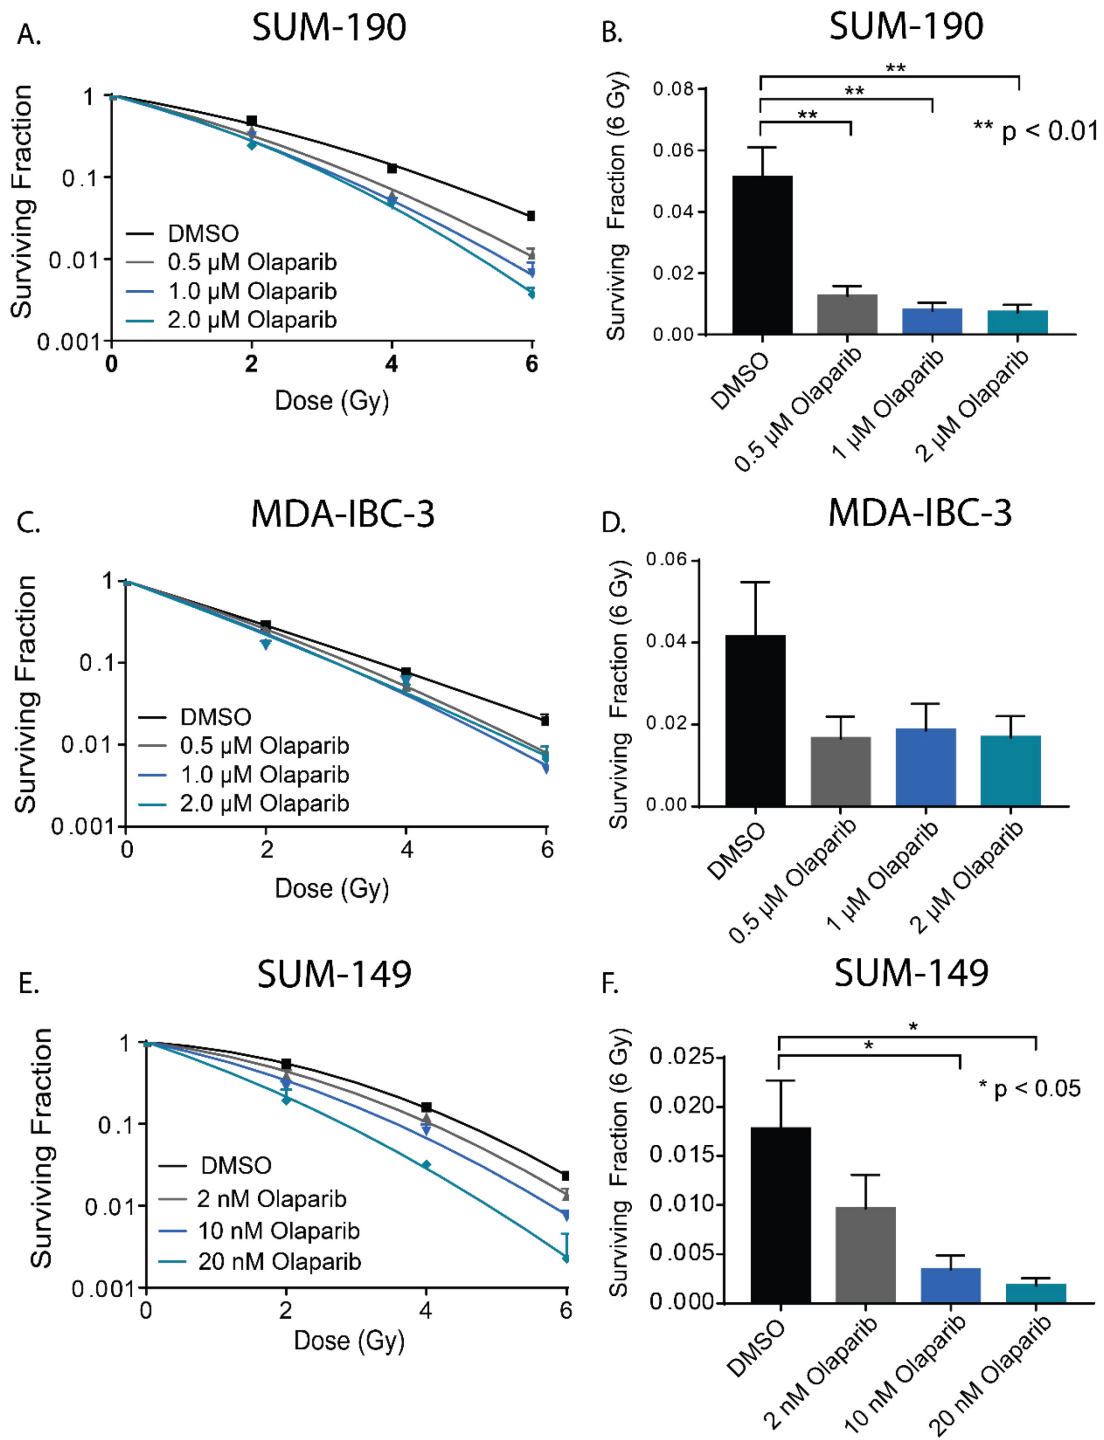 A.
SUM-190
Surviving Fraction
1
0.1
0.01
0.001
DMSO
0.5 µM Olaparib
1.0 µM Olaparib
2.0 µM Olaparib
0 2 4 6
Dose (Gy)
B.
SUM-190
Surviving Fraction (6 Gy)
0.08
0.06
0.04
0.02
0.00
**
**
**
** p < 0.01
DMSO
0.5 µM Olaparib
1 µM Olaparib
2 µM Olaparib
C.
MDA-IBC-3
Surviving Fraction
1
0.1
0.01
0.001
DMSO
0.5 µM Olaparib
1.0 µM Olaparib
2.0 µM Olaparib
0 2 4 6
Dose (Gy)
D.
MDA-IBC-3
Surviving Fraction (6 Gy)
0.06
0.04
0.02
0.00
DMSO
0.5 µM Olaparib
1 µM Olaparib
2 µM Olaparib
E.
SUM-149
Surviving Fraction
1
0.1
0.01
0.001
DMSO
2 nM Olaparib
10 nM Olaparib
20 nM Olaparib
0 2 4 6
Dose (Gy)
F.
SUM-149
Surviving Fraction (6 Gy)
0.025
0.020
0.015
0.010
0.005
0.000
*
*
* p < 0.05
DMSO
2 nM Olaparib
10 nM Olaparib
20 nM Olaparib